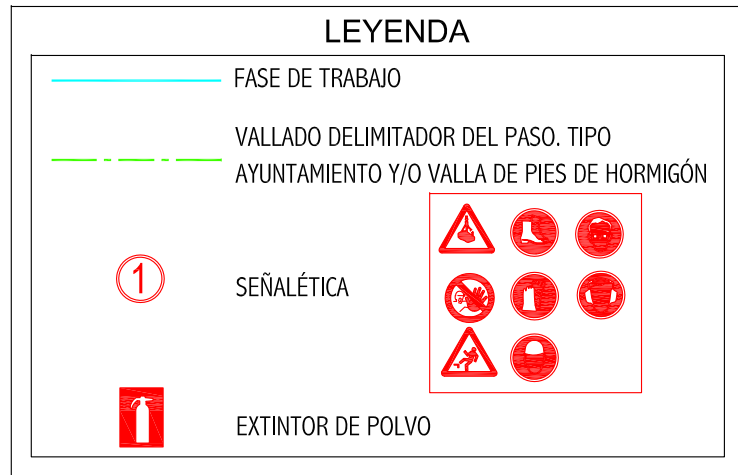 LEYENDA
FASE DE TRABAJO
VALLADO DELIMITADOR DEL PASO. TIPO
AYUNTAMIENTO Y/O VALLA DE PIES DE HORMIGÓN
1
SEÑALÉTICA
EXTINTOR DE POLVO